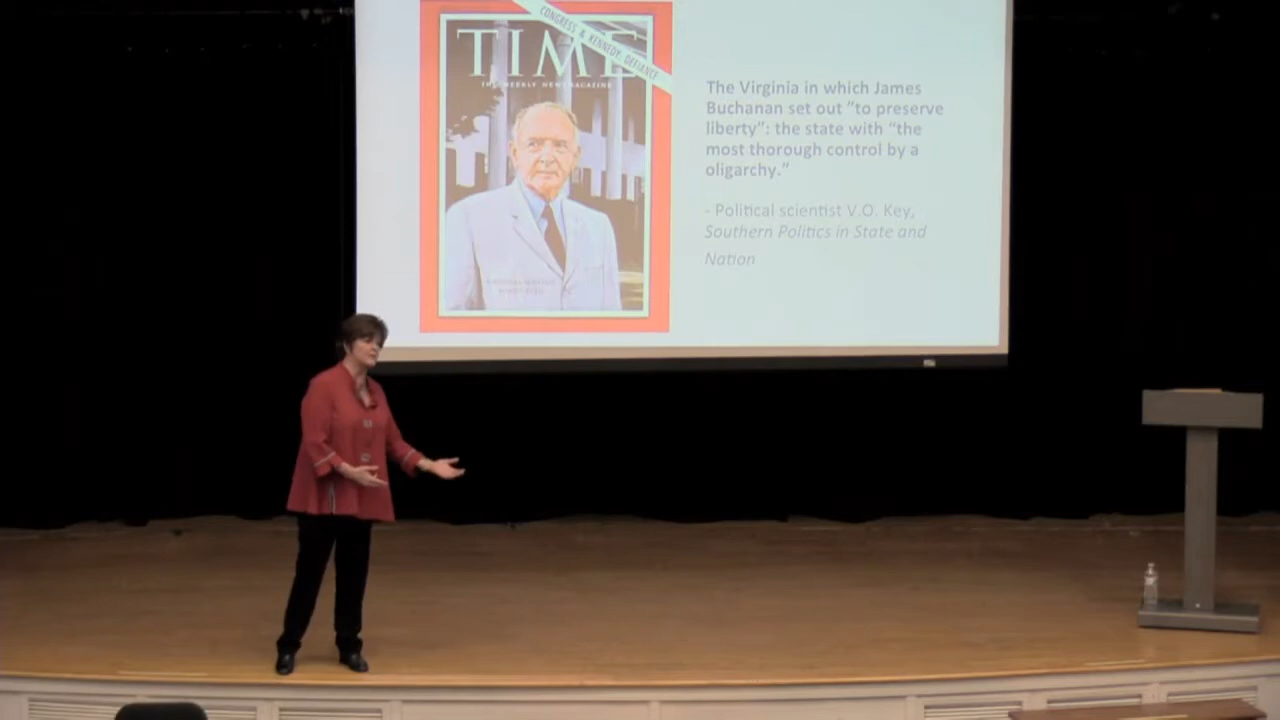 CONGRESS & KENNEDY: DEFIANCE
TIME
THE WEEKLY NEWSMAGAZINE
The Virginia in which James
Buchanan set out ”to preserve
liberty”: the state with “the
most thorough control by a
oligarchy.”
- Political scientist V.O. Key,
Southern Politics in State and
Nation